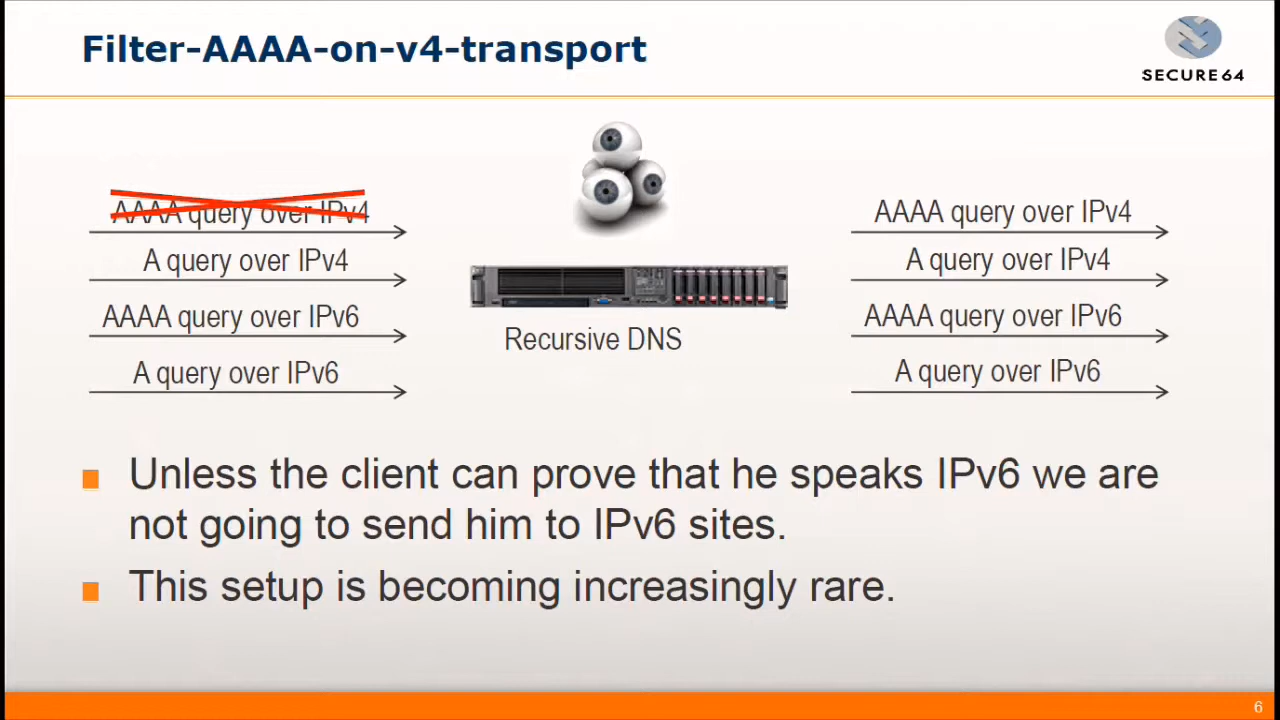 Filter-AAAA-on-v4-transport
SECURE64
AAAA query over IPv4
A query over IPv4
AAAA query over IPv6
A query over IPv6
Recursive DNS
AAAA query over IPv4
A query over IPv4
AAAA query over IPv6
A query over IPv6
Unless the client can prove that he speaks IPv6 we are
not going to send him to IPv6 sites.
This setup is becoming increasingly rare.
6